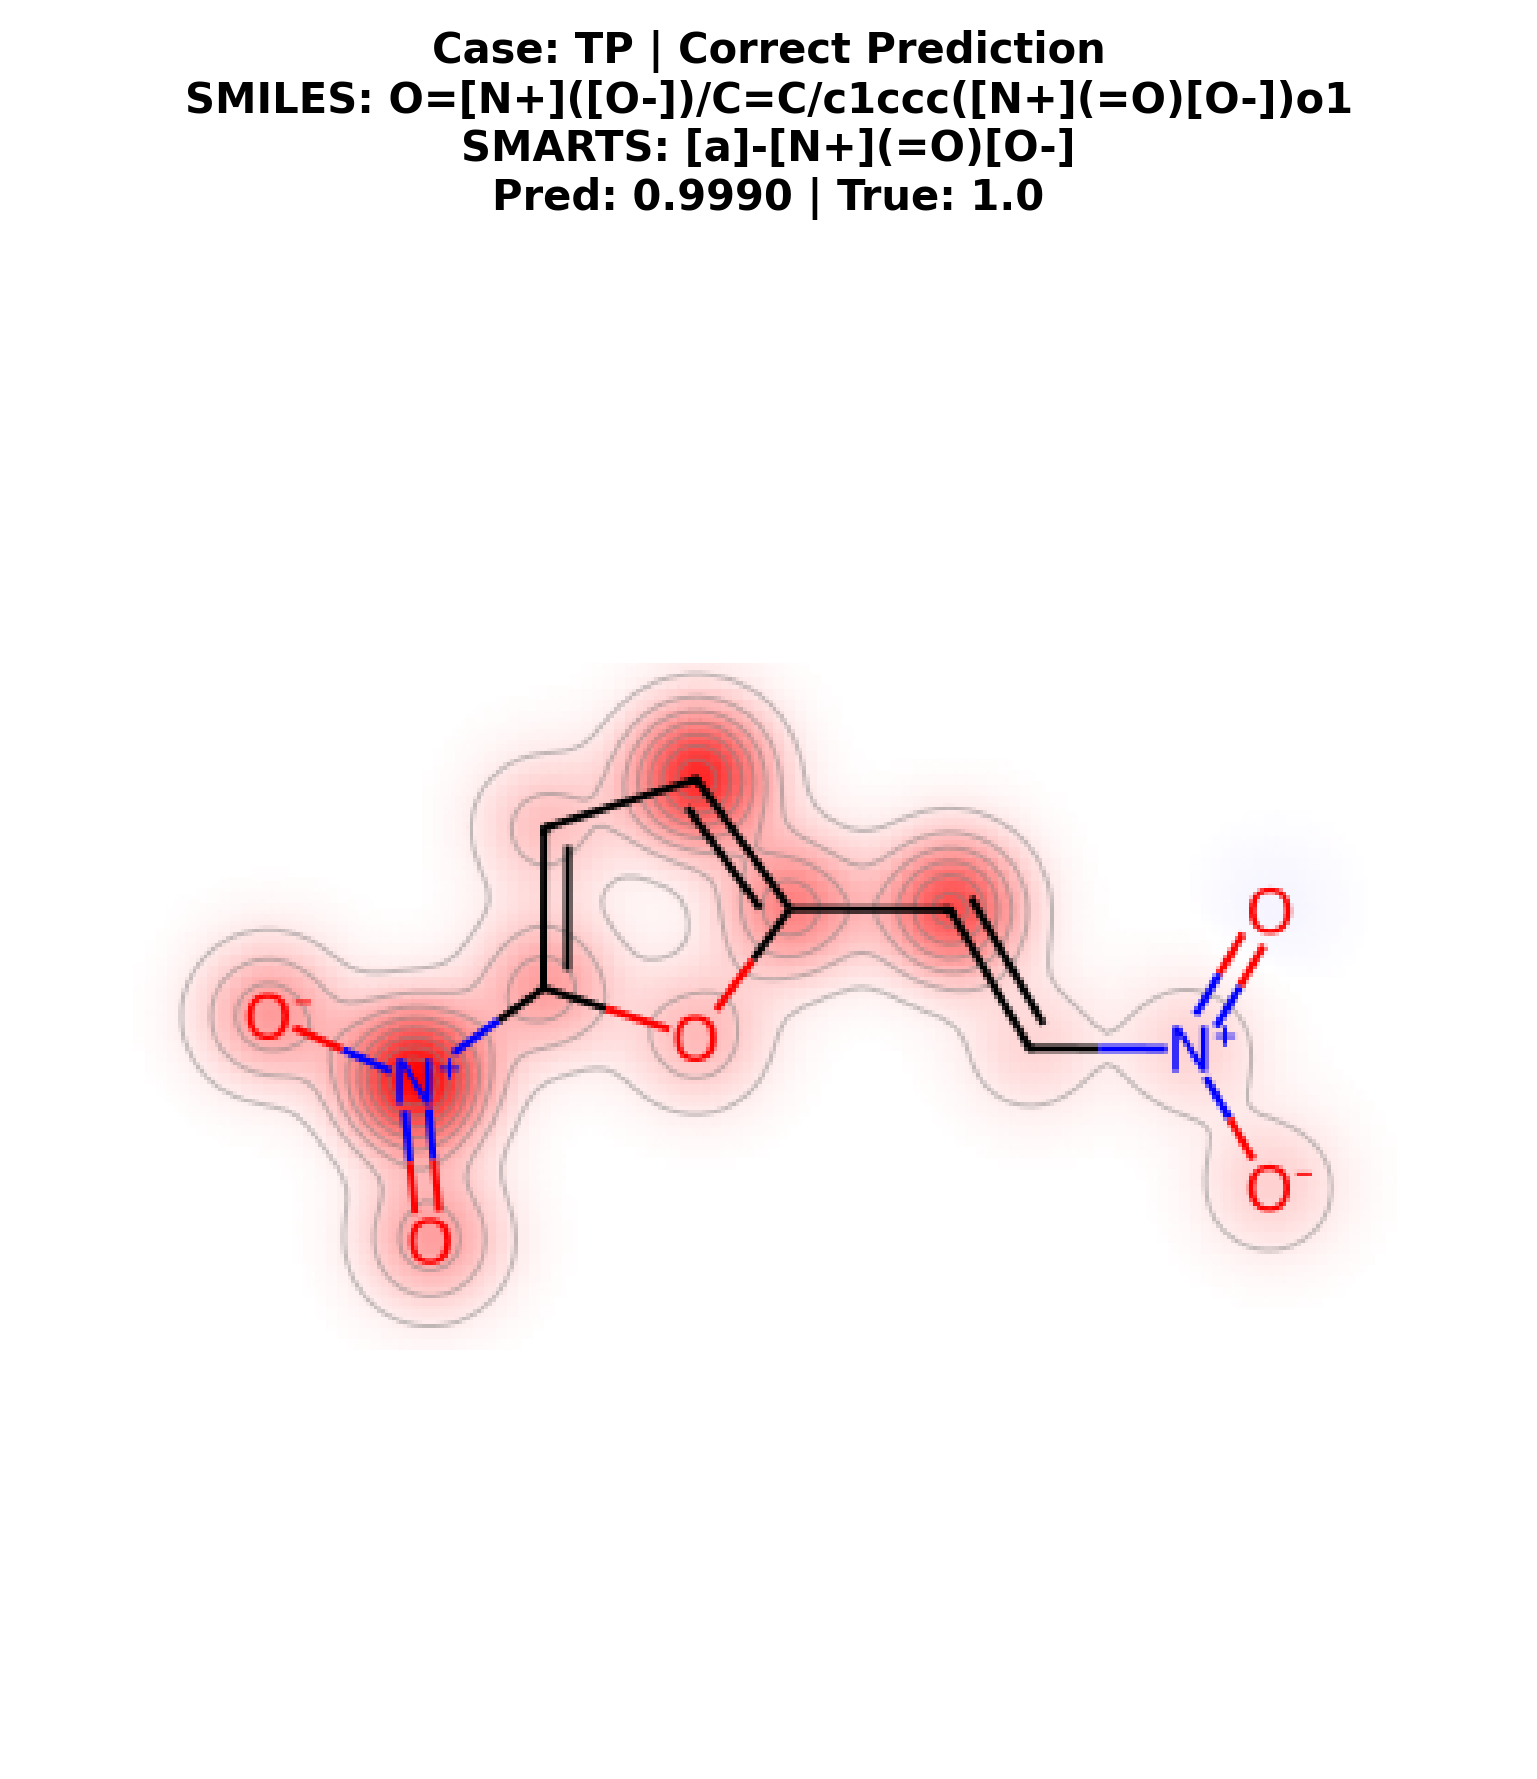 Case: TP | Correct Prediction
SMILES: O=[N+]([O-])/C=C/c1ccc([N+](=O)[O-])o1
SMARTS: [a]-[N+](=O)[O-]
Pred: 0.9990 | True: 1.0
O
O⁻
N⁺
O
N⁺
O⁻
O